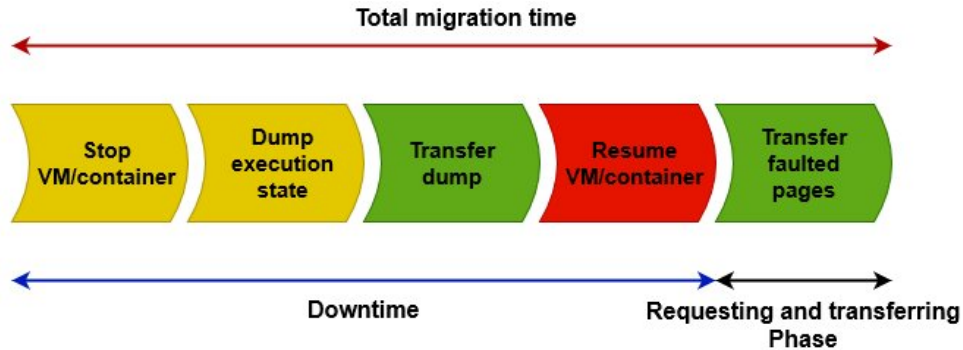 Total migration time
Stop
VM/container
Dump
execution
state
Transfer
dump
Resume
VM/container
Transfer
faulted
pages
Downtime
Requesting and transferring
Phase